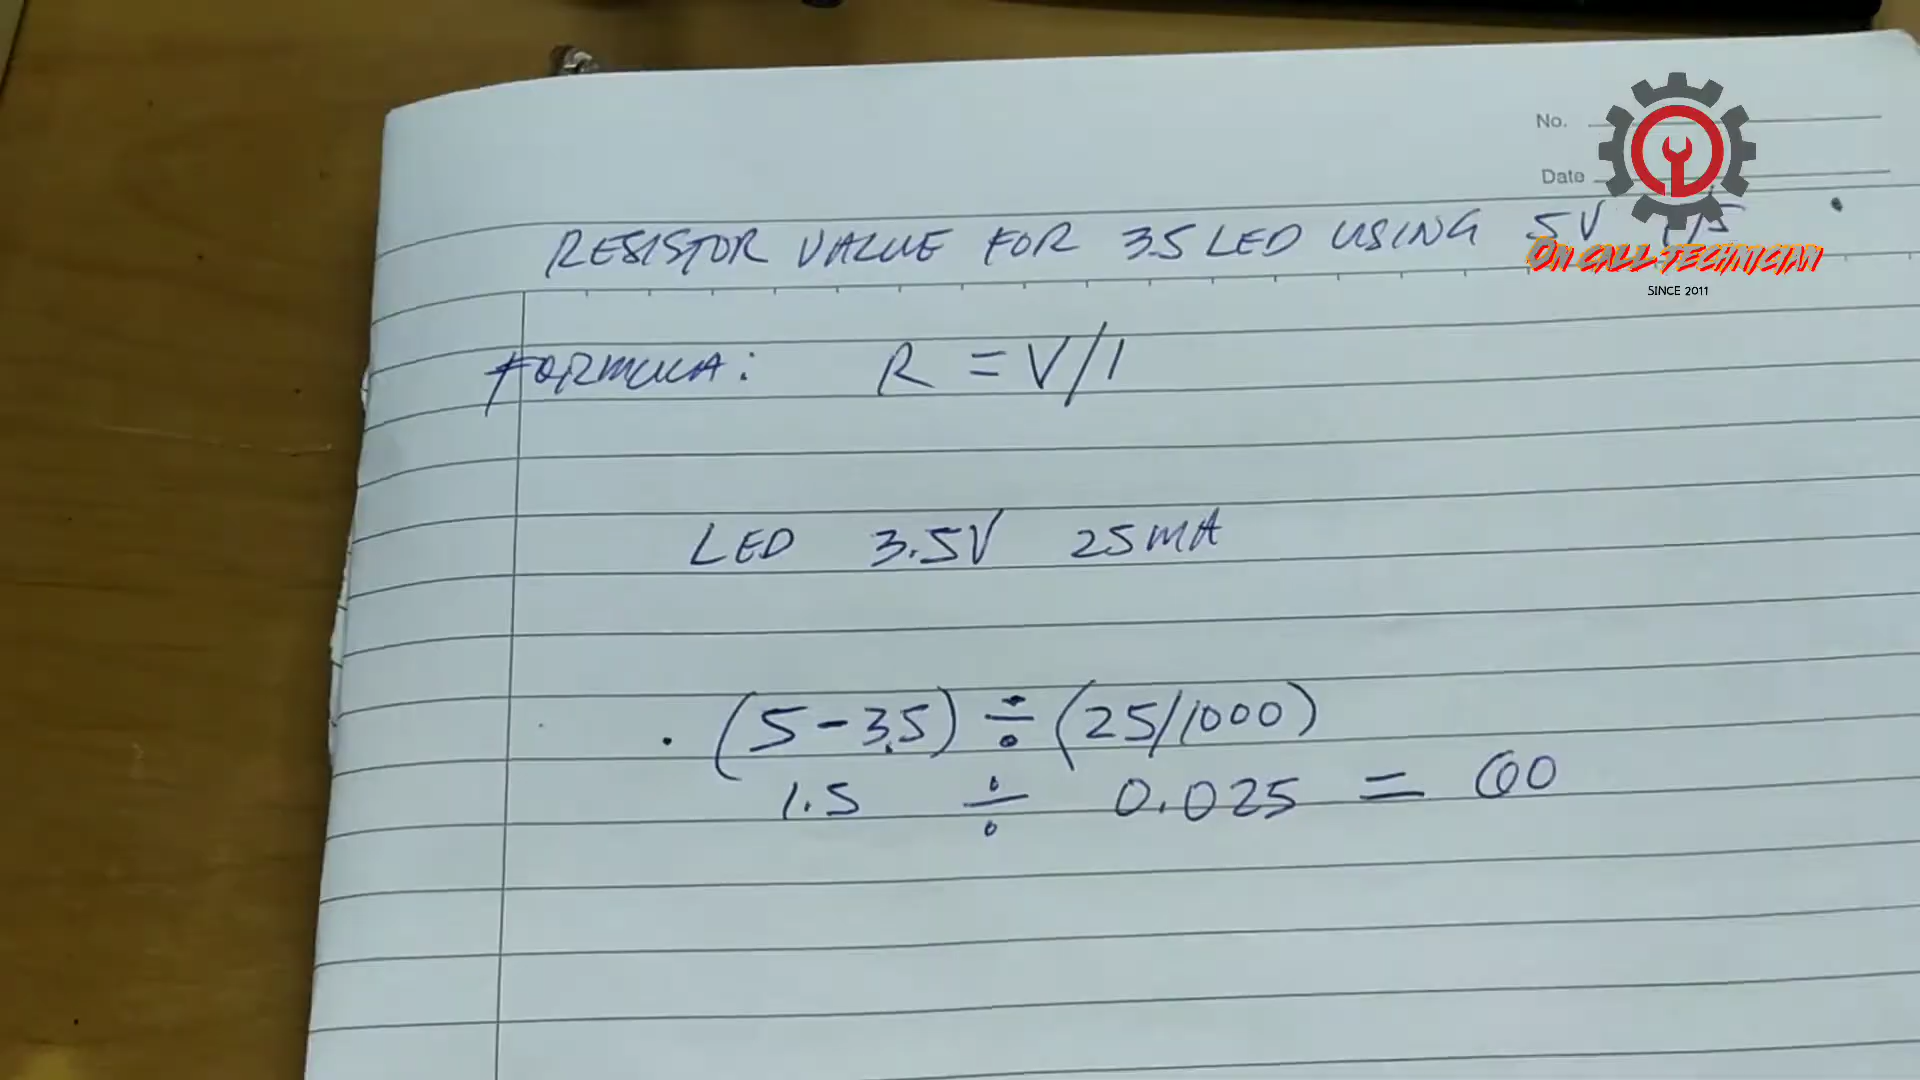 No.
Date
RESISTOR VALUE FOR 3.5 LED USING 5V
ON CALL TECHNICIAN
SINCE 2011
FORMULA: R = V/I
LED 3.5V 25MA
(5-3.5) ÷ (25/1000)
1.5 ÷ 0.025 = 60